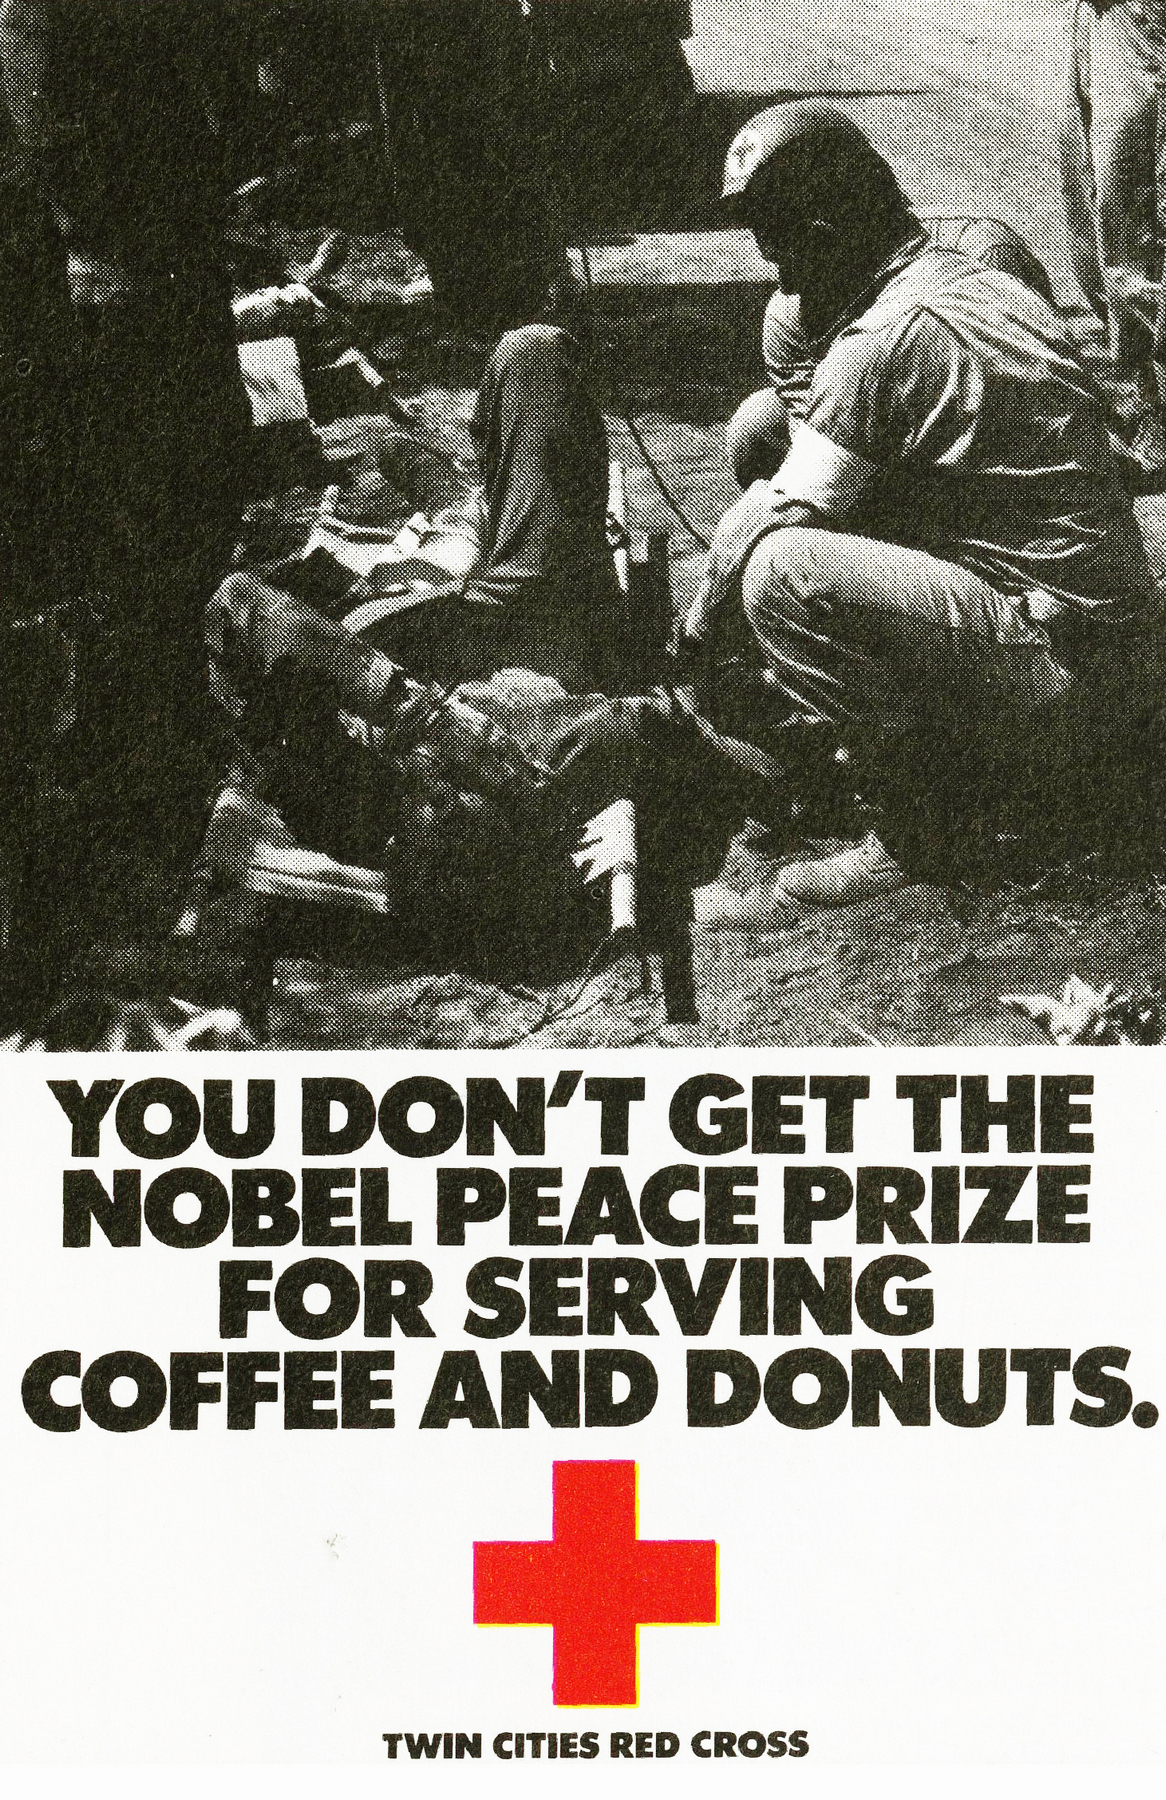 YOU DON'T GET THE
NOBEL PEACE PRIZE
FOR SERVING
COFFEE AND DONUTS.
TWIN CITIES RED CROSS